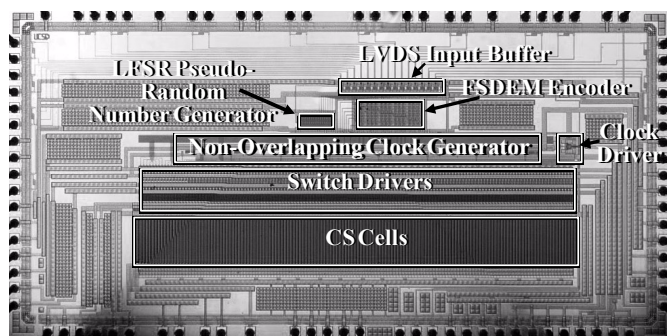 UCSD
LVDS Input Buffer
LFSR Pseudo-
Random
Number Generator
FSDEM Encoder
Non-Overlapping Clock Generator
Clock
Driver
Switch Drivers
CS Cells